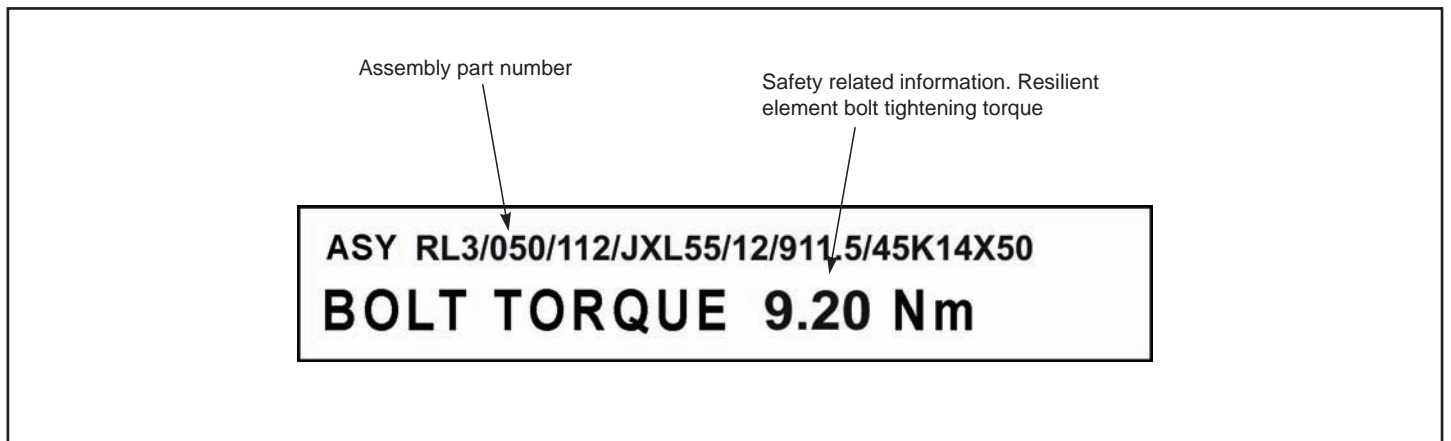 Assembly part number
Safety related information. Resilient
element bolt tightening torque
ASY RL3/050/112/JXL55/12/911.5/45K14X50
BOLT TORQUE 9.20 Nm